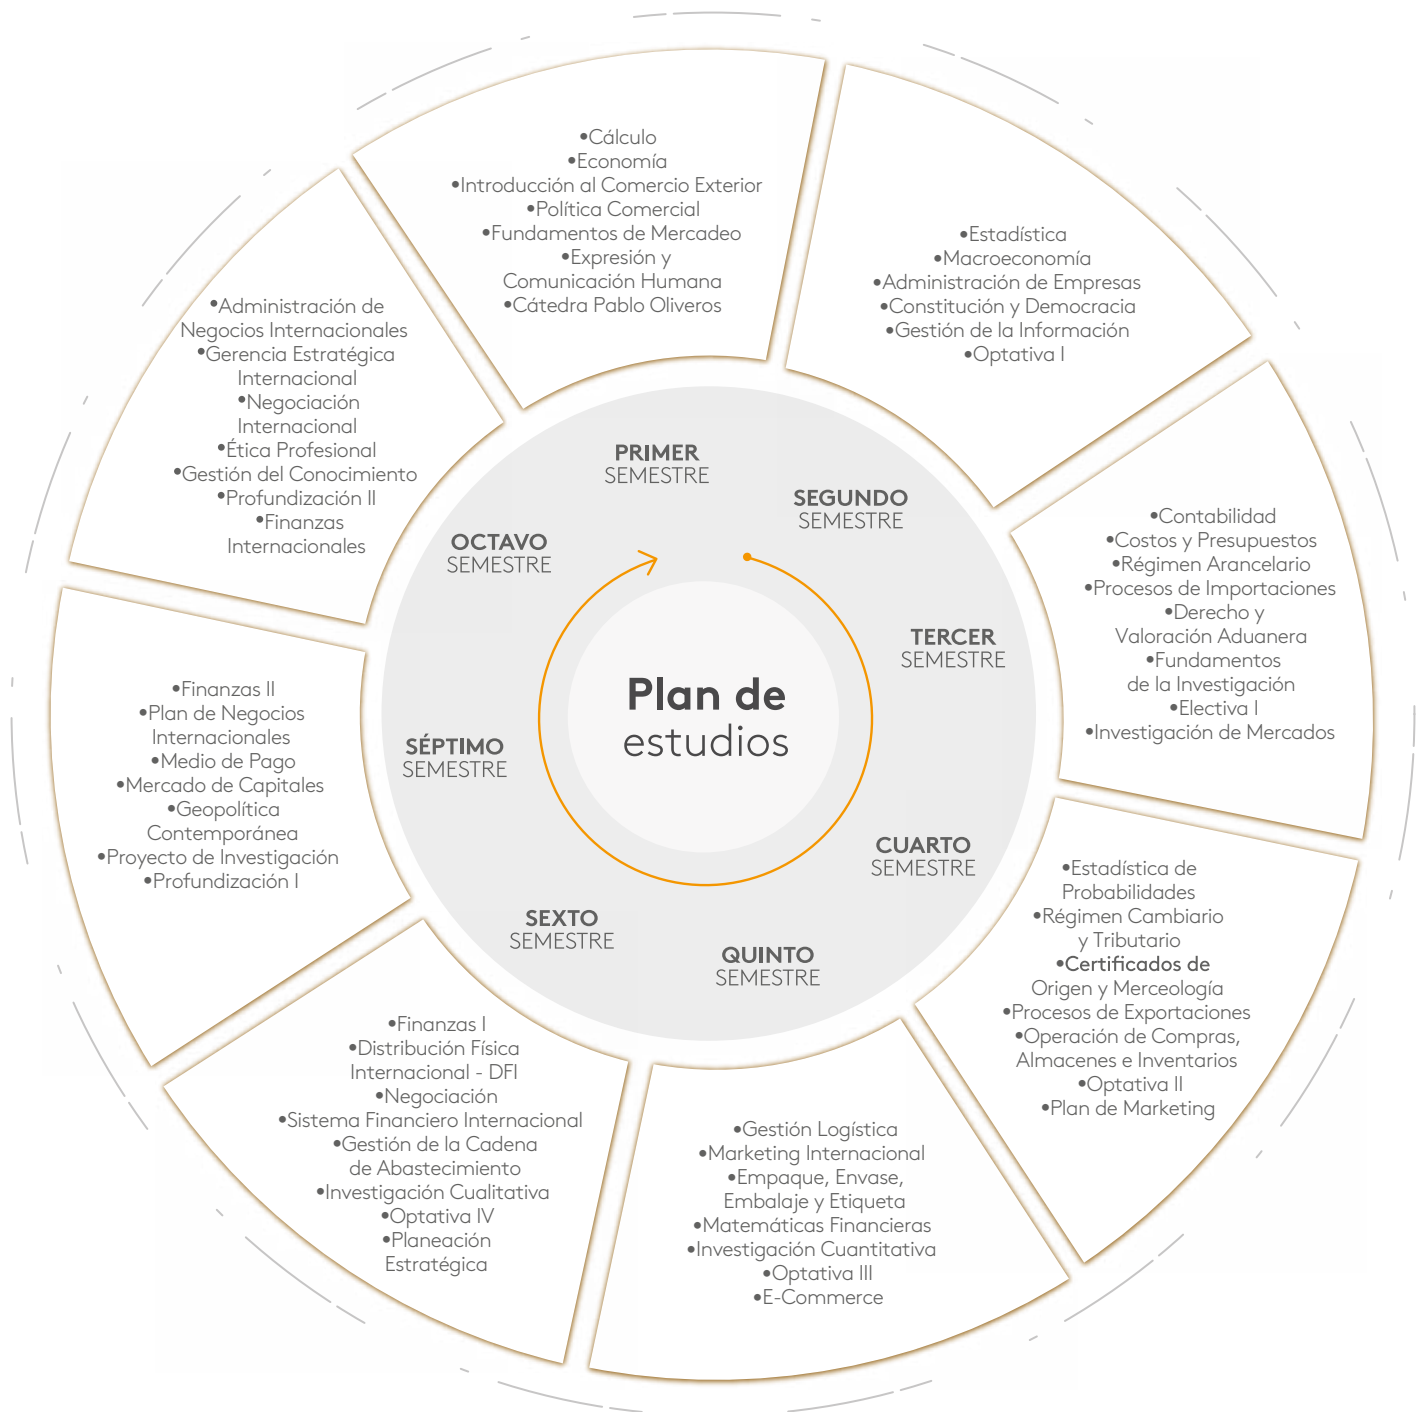 Plan de
estudios
PRIMER
SEMESTRE
•Cálculo
•Economía
•Introducción al Comercio Exterior
•Política Comercial
•Fundamentos de Mercadeo
•Expresión y
Comunicación Humana
•Cátedra Pablo Oliveros
SEGUNDO
SEMESTRE
•Estadística
•Macroeconomía
•Administración de Empresas
•Constitución y Democracia
•Gestión de la Información
•Optativa I
TERCER
SEMESTRE
•Contabilidad
•Costos y Presupuestos
•Régimen Arancelario
•Procesos de Importaciones
•Derecho y
Valoración Aduanera
•Fundamentos
de la Investigación
•Electiva I
•Investigación de Mercados
CUARTO
SEMESTRE
•Estadística de
Probabilidades
•Régimen Cambiario
y Tributario
•Certificados de
Origen y Merceología
•Procesos de Exportaciones
•Operación de Compras,
Almacenes e Inventarios
•Optativa II
•Plan de Marketing
QUINTO
SEMESTRE
•Gestión Logística
•Marketing Internacional
•Empaque, Envase,
Embalaje y Etiqueta
•Matemáticas Financieras
•Investigación Cuantitativa
•Optativa III
•E-Commerce
SEXTO
SEMESTRE
•Finanzas I
•Distribución Física
Internacional - DFI
•Negociación
•Sistema Financiero Internacional
•Gestión de la Cadena
de Abastecimiento
•Investigación Cualitativa
•Optativa IV
•Planeación
Estratégica
SÉPTIMO
SEMESTRE
•Finanzas II
•Plan de Negocios
Internacionales
•Medio de Pago
•Mercado de Capitales
•Geopolítica
Contemporánea
•Proyecto de Investigación
•Profundización I
OCTAVO
SEMESTRE
•Administración de
Negocios Internacionales
•Gerencia Estratégica
Internacional
•Negociación
Internacional
•Ética Profesional
•Gestión del Conocimiento
•Profundización II
•Finanzas
Internacionales